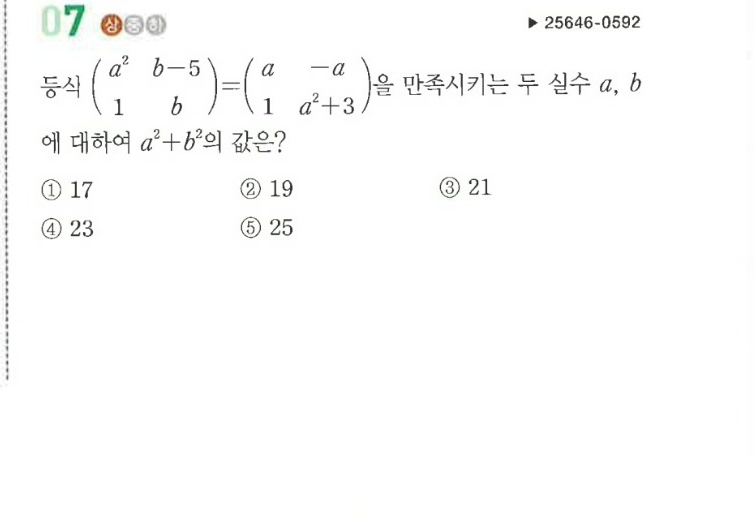 07 상 중 하 ▶ 25646-0592
등식 $\begin{pmatrix} a^2 & b-5 \\ 1 & b \end{pmatrix} = \begin{pmatrix} a & -a \\ 1 & a^2+3 \end{pmatrix}$을 만족시키는 두 실수 $a$, $b$
에 대하여 $a^2+b^2$의 값은?
① 17 ② 19 ③ 21
④ 23 ⑤ 25